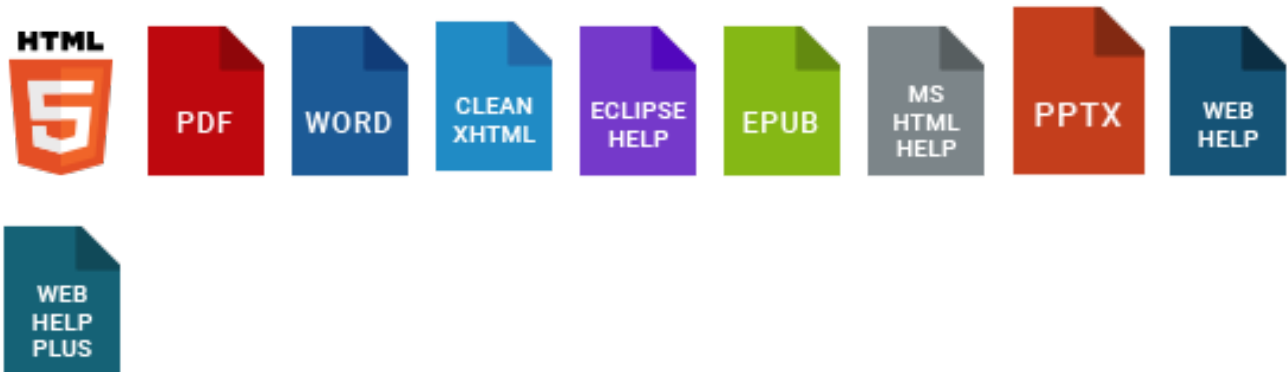 HTML
5
PDF
WORD
CLEAN
XHTML
ECLIPSE
HELP
EPUB
MS
HTML
HELP
PPTX
WEB
HELP
WEB
HELP
PLUS